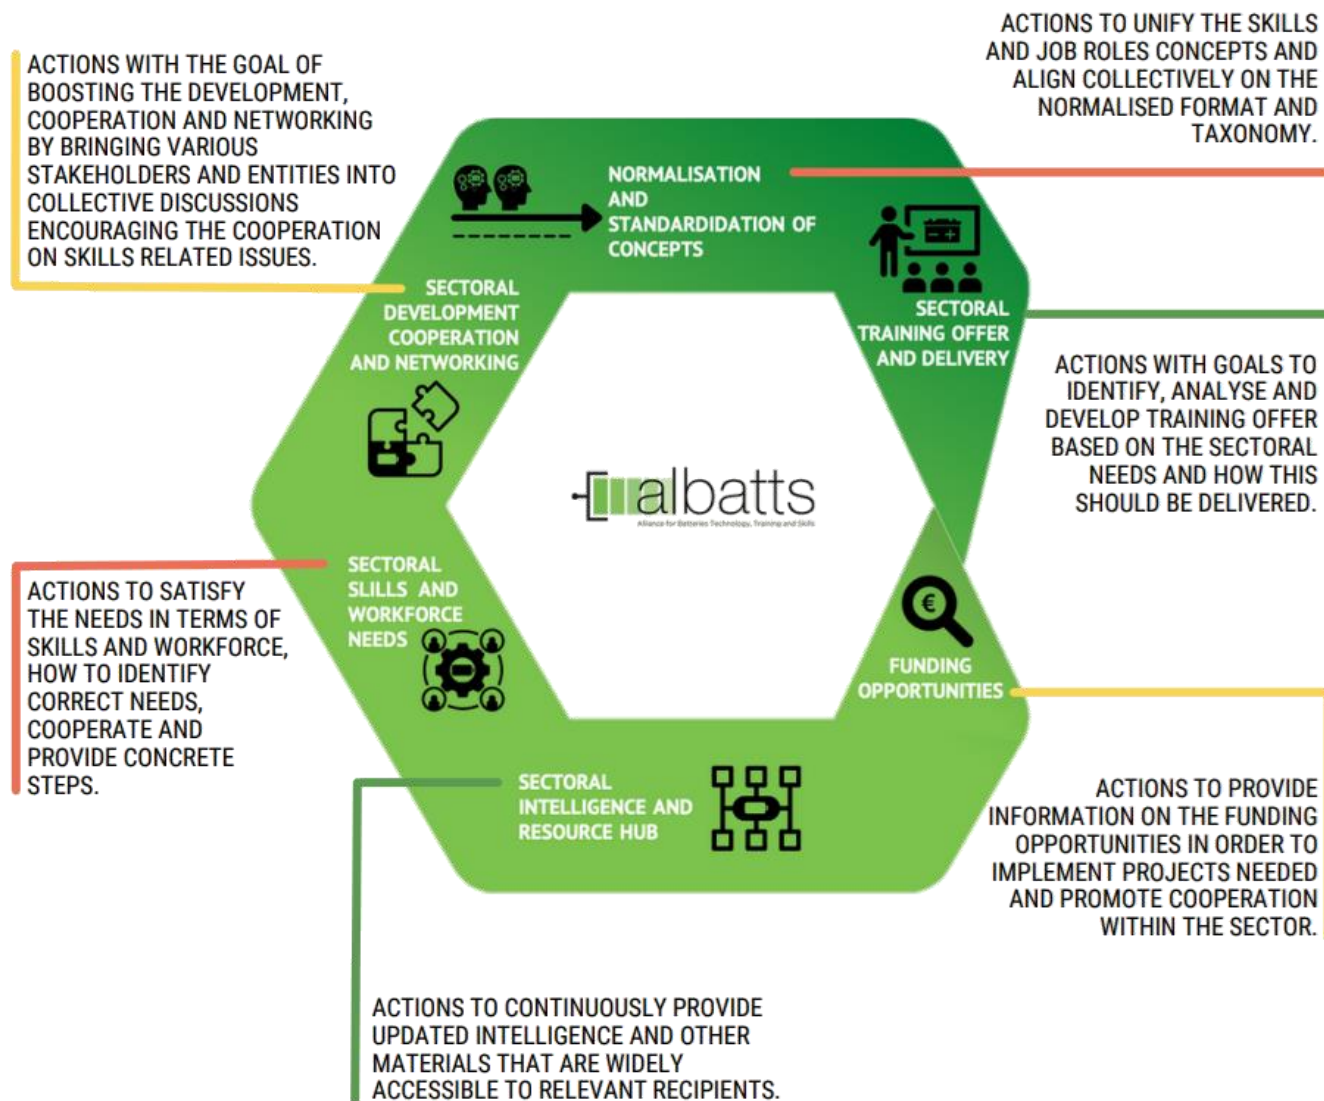 ACTIONS WITH THE GOAL OF
BOOSTING THE DEVELOPMENT,
COOPERATION AND NETWORKING
BY BRINGING VARIOUS
STAKEHOLDERS AND ENTITIES INTO
COLLECTIVE DISCUSSIONS
ENCOURAGING THE COOPERATION
ON SKILLS RELATED ISSUES.
ACTIONS TO UNIFY THE SKILLS
AND JOB ROLES CONCEPTS AND
ALIGN COLLECTIVELY ON THE
NORMALISED FORMAT AND
TAXONOMY.
NORMALISATION
AND
STANDARDIDATION OF
CONCEPTS
SECTORAL
DEVELOPMENT
COOPERATION
AND NETWORKING
SECTORAL
TRAINING OFFER
AND DELIVERY
ACTIONS WITH GOALS TO
IDENTIFY, ANALYSE AND
DEVELOP TRAINING OFFER
BASED ON THE SECTORAL
NEEDS AND HOW THIS
SHOULD BE DELIVERED.
albatts
Alliance for Batteries Technology, Training and Skills
SECTORAL
SLILLS AND
WORKFORCE
NEEDS
ACTIONS TO SATISFY
THE NEEDS IN TERMS OF
SKILLS AND WORKFORCE,
HOW TO IDENTIFY
CORRECT NEEDS,
COOPERATE AND
PROVIDE CONCRETE
STEPS.
€
FUNDING
OPPORTUNITIES
SECTORAL
INTELLIGENCE AND
RESOURCE HUB
ACTIONS TO PROVIDE
INFORMATION ON THE FUNDING
OPPORTUNITIES IN ORDER TO
IMPLEMENT PROJECTS NEEDED
AND PROMOTE COOPERATION
WITHIN THE SECTOR.
ACTIONS TO CONTINUOUSLY PROVIDE
UPDATED INTELLIGENCE AND OTHER
MATERIALS THAT ARE WIDELY
ACCESSIBLE TO RELEVANT RECIPIENTS.